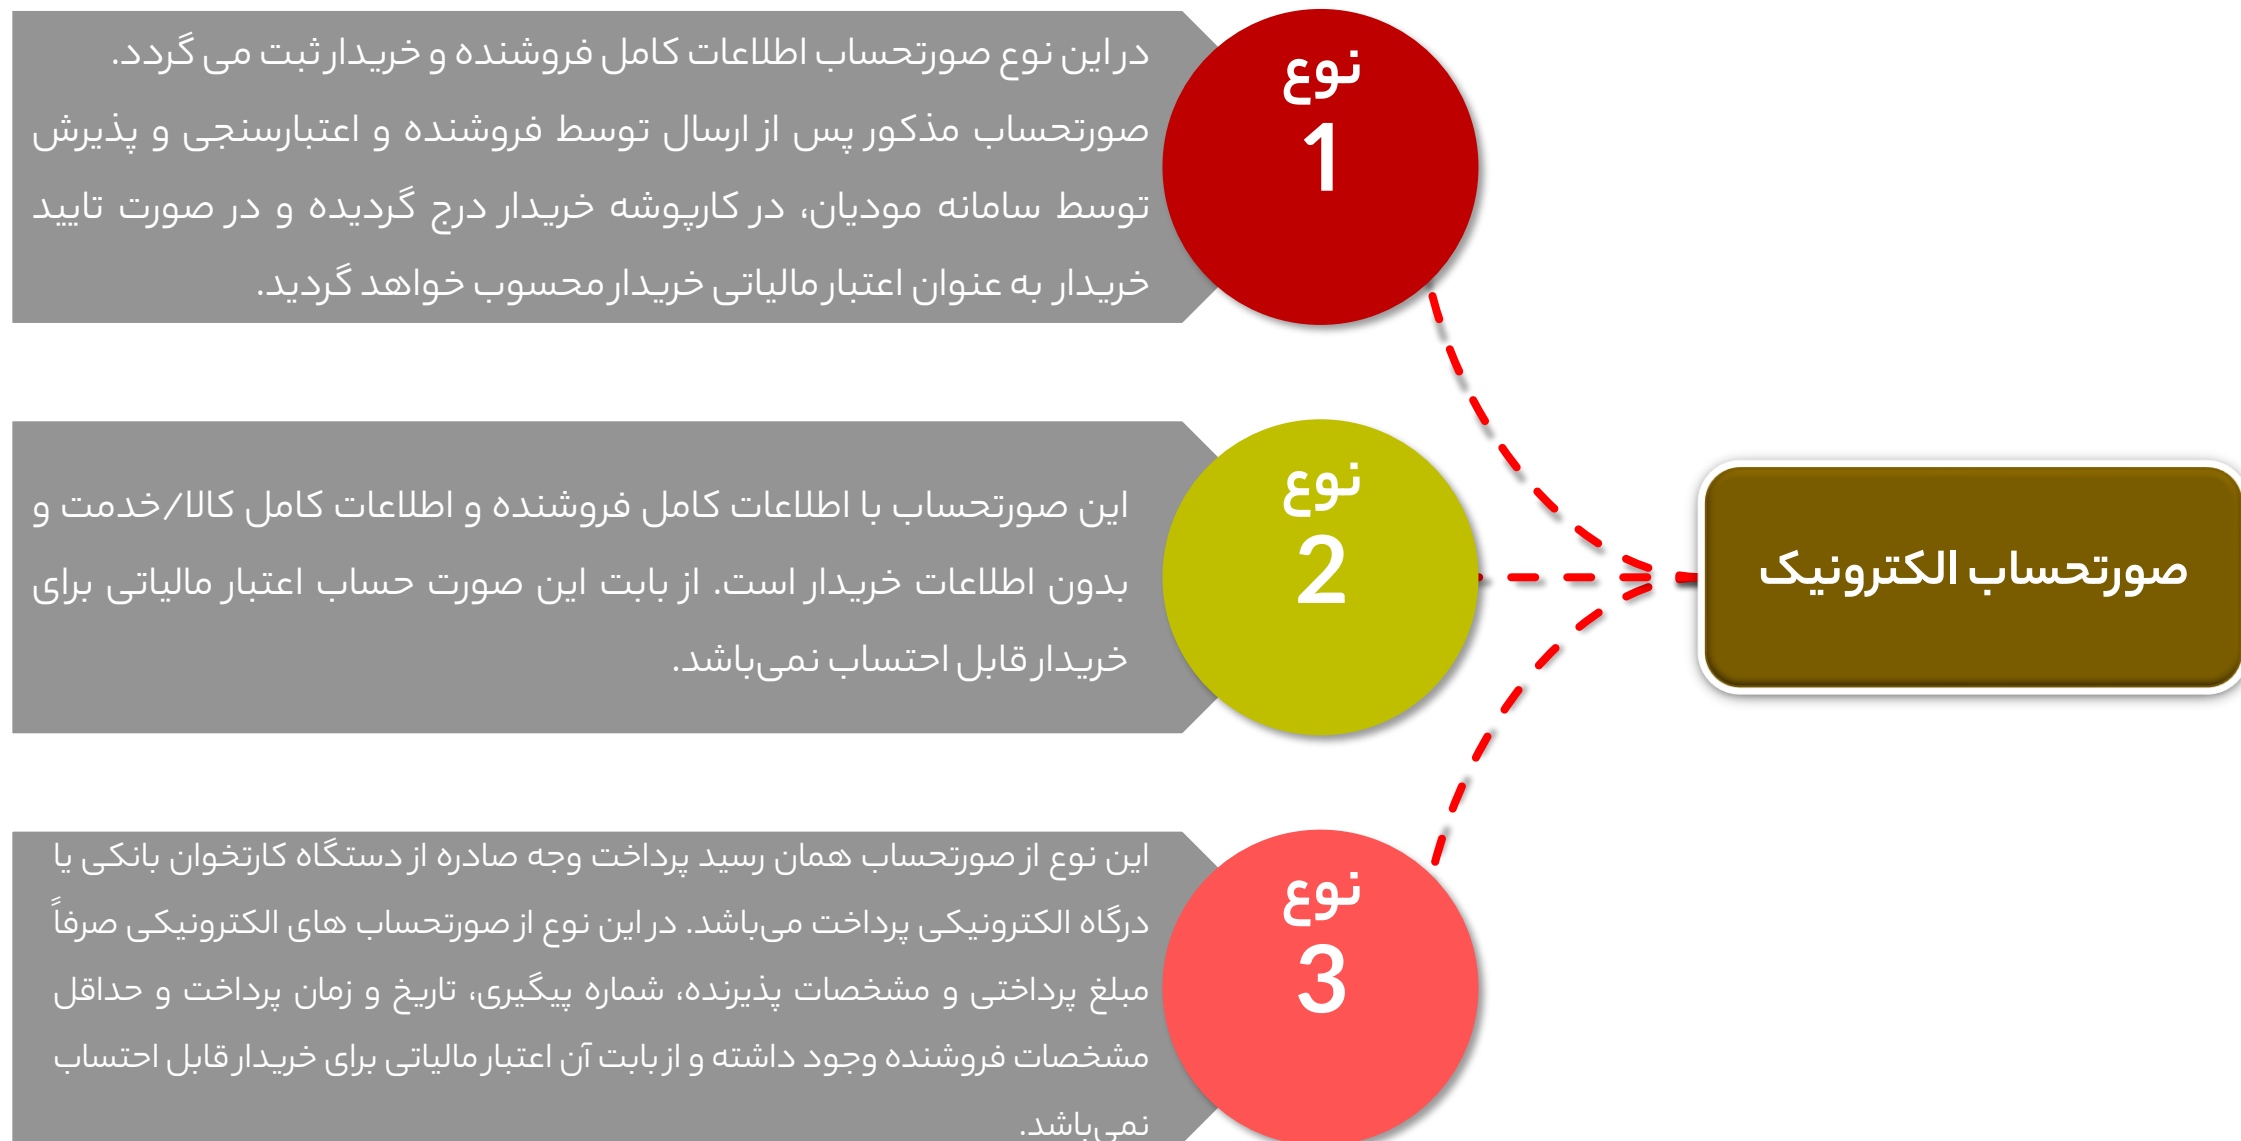 صورتحساب الکترونیک
نوع
1
در این نوع صورتحساب اطلاعات کامل فروشنده و خریدار ثبت می گردد.
صورتحساب مذکور پس از ارسال توسط فروشنده و اعتبارسنجی و پذیرش
توسط سامانه مودیان، در کارپوشه خریدار درج گردیده و در صورت تایید
خریدار به عنوان اعتبار مالیاتی خریدار محسوب خواهد گردید.
نوع
2
این صورتحساب با اطلاعات کامل فروشنده و اطلاعات کامل کالا/خدمت و
بدون اطلاعات خریدار است. از بابت این صورت حساب اعتبار مالیاتی برای
خریدار قابل احتساب نمی‌باشد.
نوع
3
این نوع از صورتحساب همان رسید پرداخت وجه صادره از دستگاه کارتخوان بانکی یا
درگاه الکترونیکی پرداخت می‌باشد. در این نوع از صورتحساب های الکترونیکی صرفاً
مبلغ پرداختی و مشخصات پذیرنده، شماره پیگیری، تاریخ و زمان پرداخت و حداقل
مشخصات فروشنده وجود داشته و از بابت آن اعتبار مالیاتی برای خریدار قابل احتساب
نمی‌باشد.